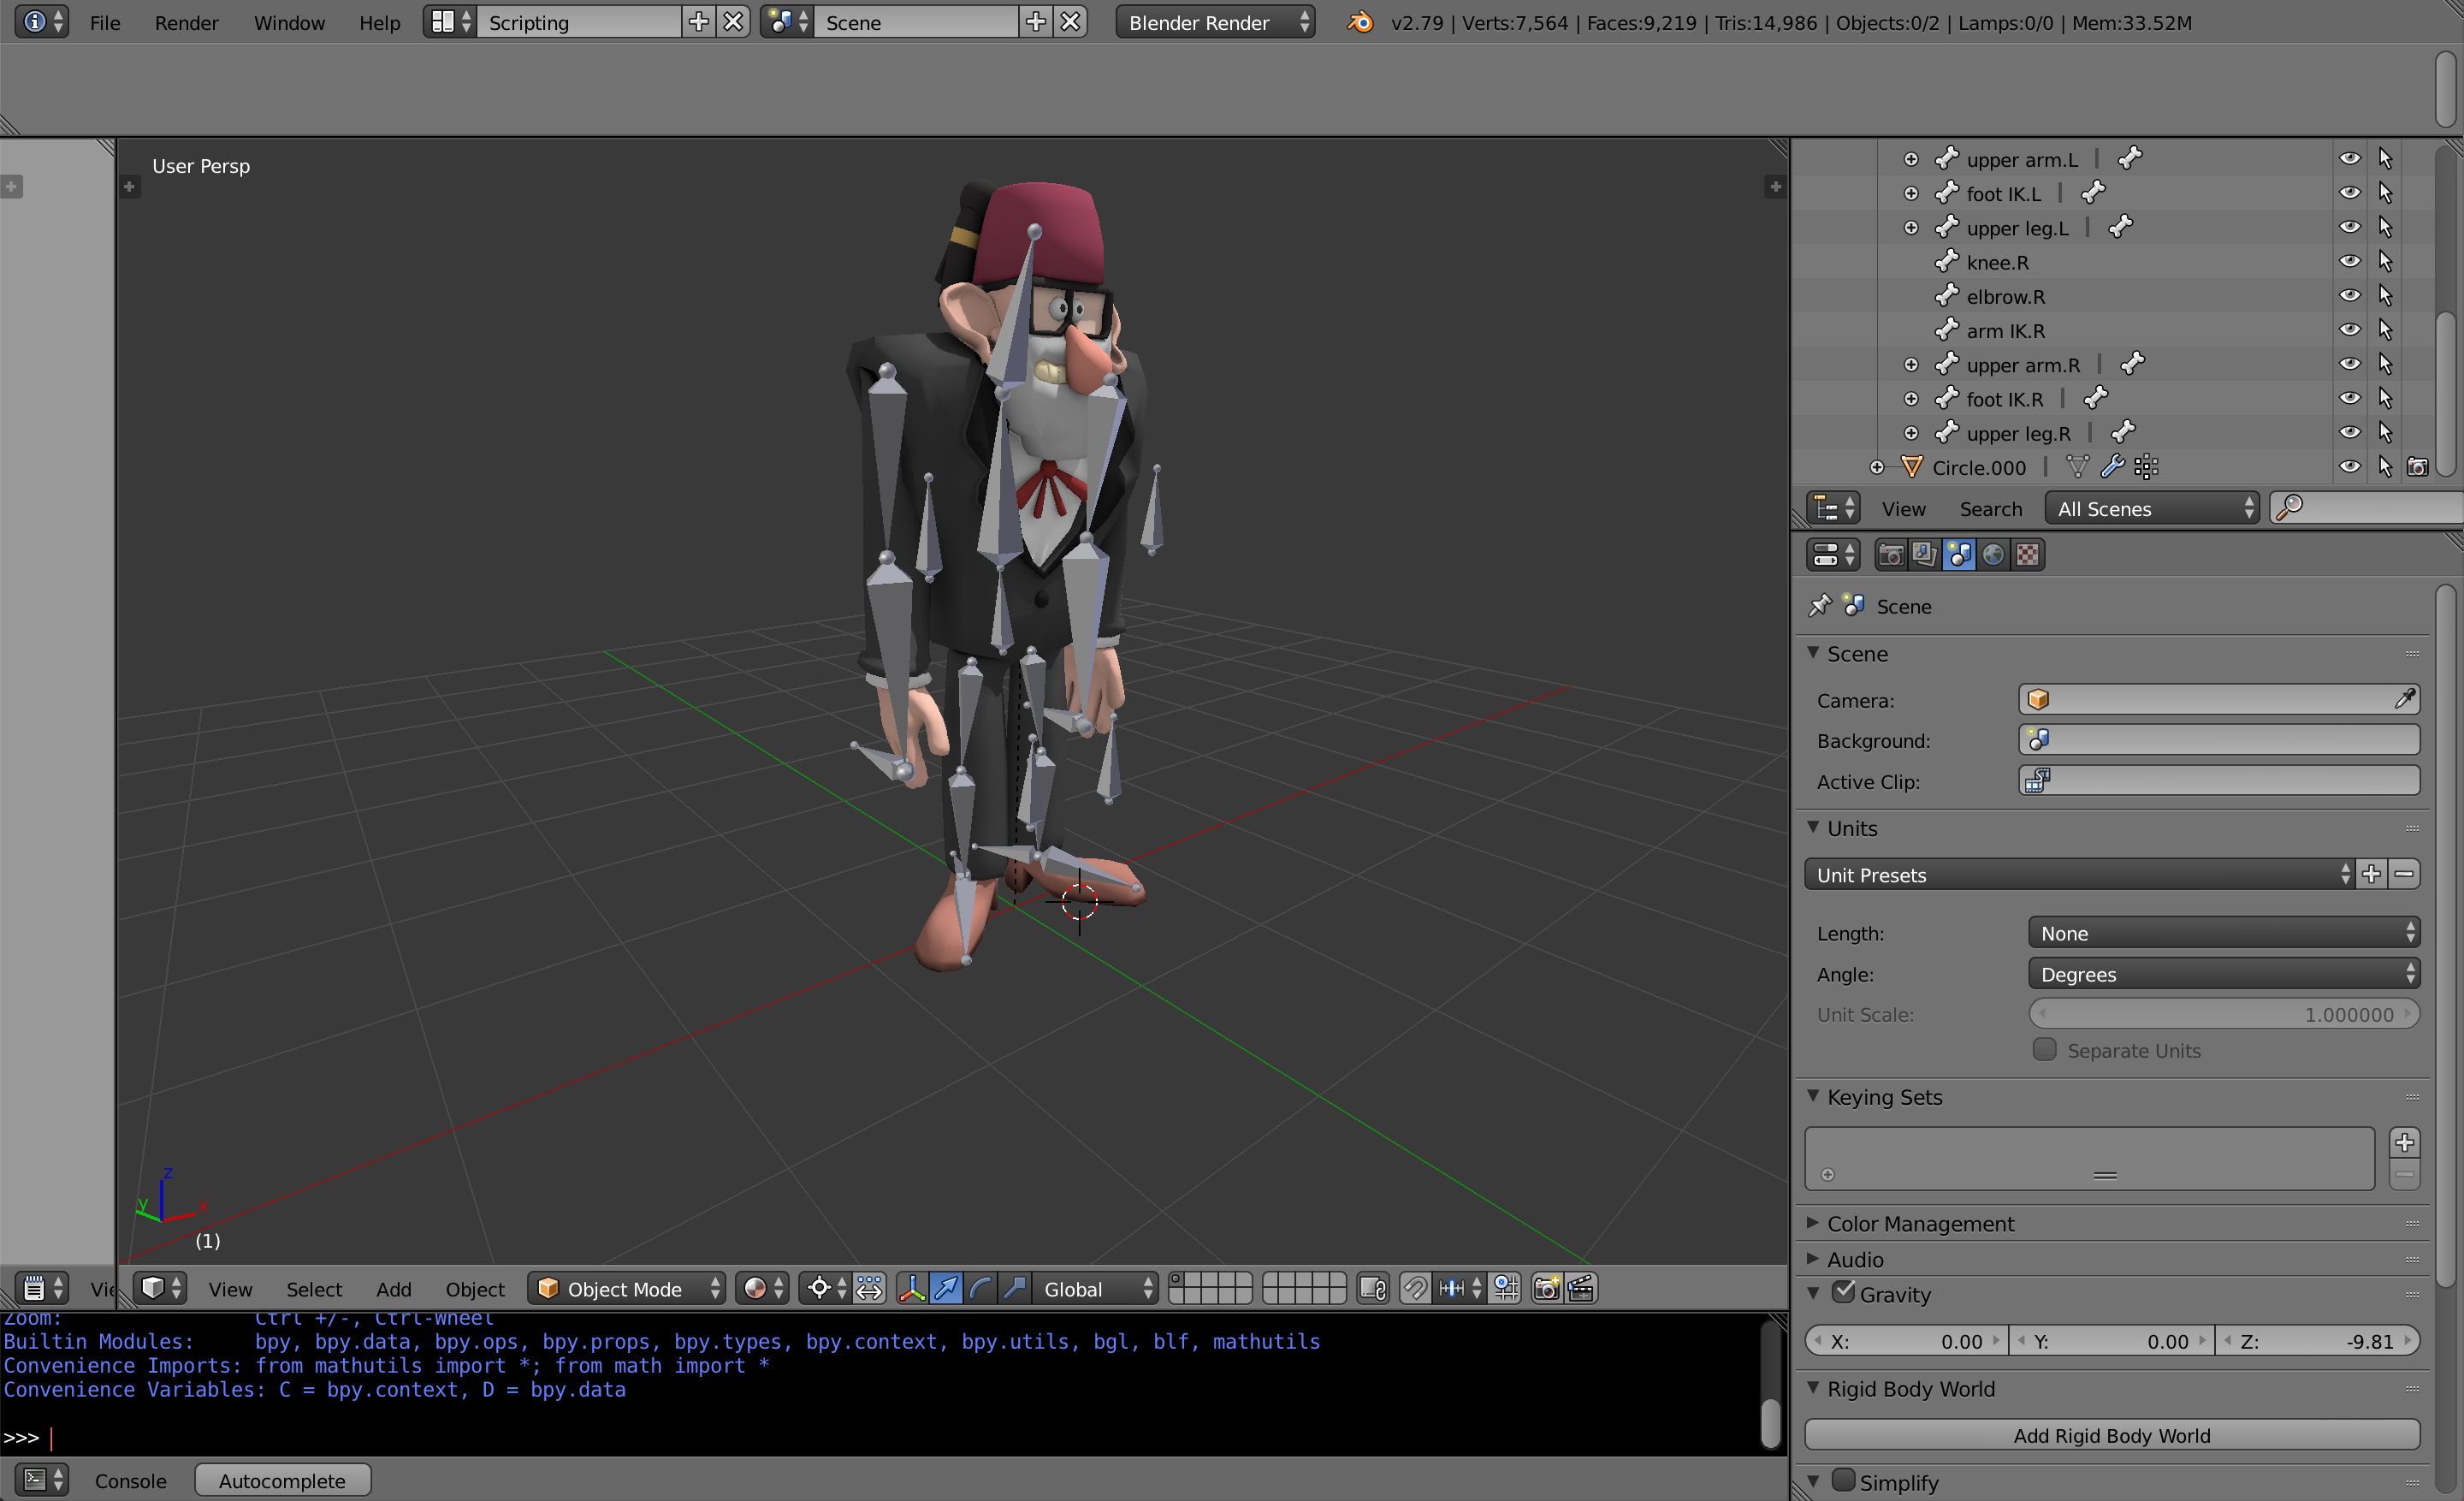 File Render Window Help Scripting Scene Blender Render v2.79 | Verts:7,564 | Faces:9,219 | Tris:14,986 | Objects:0/2 | Lamps:0/0 | Mem:33.52M
User Persp
upper arm.L
foot IK.L
upper leg.L
knee.R
elbrow.R
arm IK.R
upper arm.R
foot IK.R
upper leg.R
Circle.000
View Search All Scenes
Scene
Scene
Camera:
Background:
Active Clip:
Units
Unit Presets
Length: None
Angle: Degrees
Unit Scale: 1.000000
Separate Units
Keying Sets
Color Management
Audio
Gravity
X: 0.00 Y: 0.00 Z: -9.81
Rigid Body World
Add Rigid Body World
Simplify
z
y x
(1)
Vie View Select Add Object Object Mode Global
Zoom: Ctrl +/-, Ctrl-Wheel
Builtin Modules: bpy, bpy.data, bpy.ops, bpy.props, bpy.types, bpy.context, bpy.utils, bgl, blf, mathutils
Convenience Imports: from mathutils import *; from math import *
Convenience Variables: C = bpy.context, D = bpy.data
>>>
Console Autocomplete